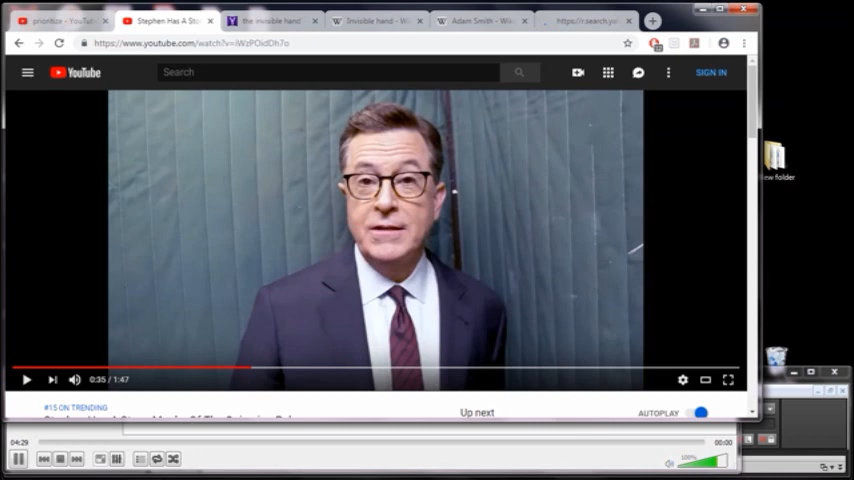 prioritize - YouTu
Stephen Has A Sto
the invisible hand
Invisible hand - Wi
Adam Smith - Wiki
https://r.search.ya
https://www.youtube.com/watch?v=iWzPOidDh7o
YouTube
Search
SIGN IN
New folder
0:35 / 1:47
#15 ON TRENDING
Up next
AUTOPLAY
04:29
00:00
100%